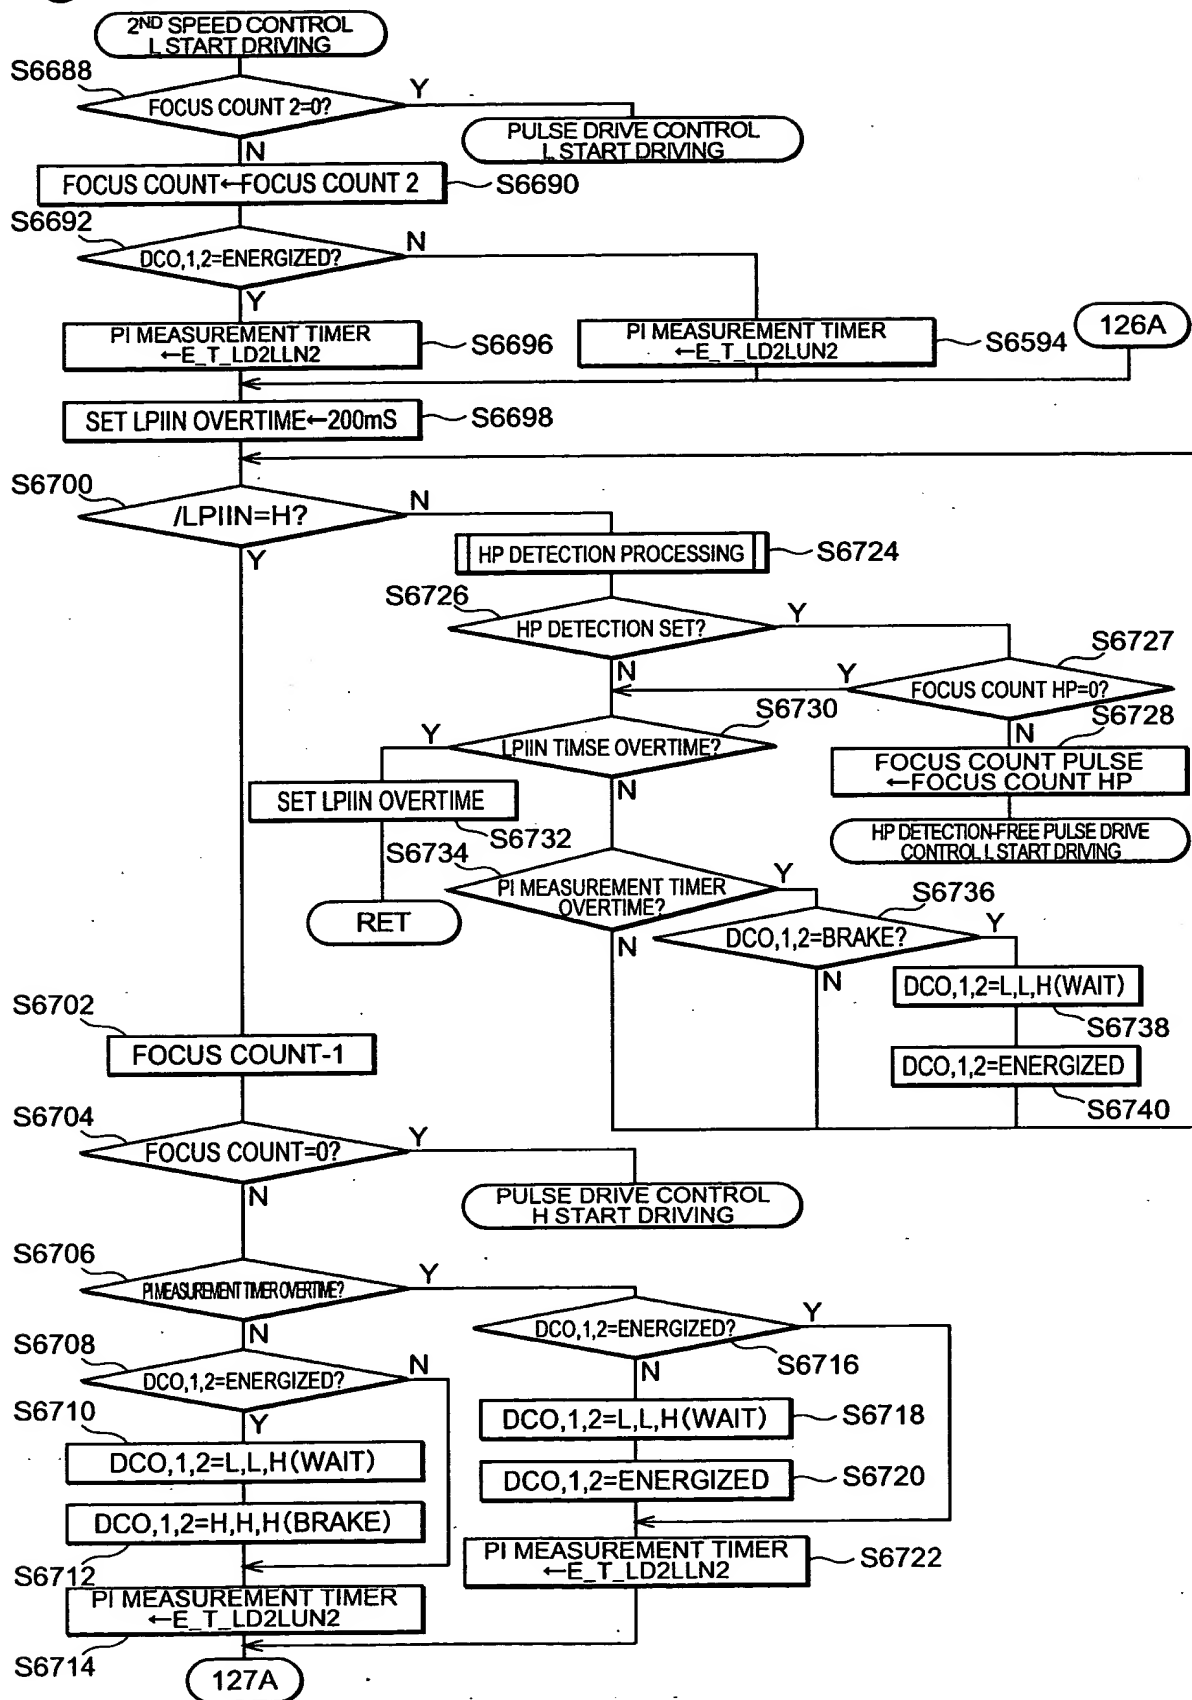 2ND SPEED CONTROL
L START DRIVING
S6688
FOCUS COUNT 2=0?
Y
PULSE DRIVE CONTROL
L START DRIVING
N
FOCUS COUNT←FOCUS COUNT 2
S6690
S6692
DCO,1,2=ENERGIZED?
N
Y
PI MEASUREMENT TIMER
←E_T_LD2LLN2
S6696
PI MEASUREMENT TIMER
←E_T_LD2LUN2
S6594
126A
SET LPIIN OVERTIME←200mS
S6698
S6700
/LPIIN=H?
N
Y
HP DETECTION PROCESSING
S6724
S6726
HP DETECTION SET?
Y
N
S6727
FOCUS COUNT HP=0?
Y
N
S6728
FOCUS COUNT PULSE
←FOCUS COUNT HP
HP DETECTION-FREE PULSE DRIVE
CONTROL L START DRIVING
S6730
LPIIN TIMSE OVERTIME?
Y
N
SET LPIIN OVERTIME
S6732
RET
S6734
PI MEASUREMENT TIMER
OVERTIME?
Y
N
S6736
DCO,1,2=BRAKE?
Y
N
DCO,1,2=L,L,H(WAIT)
S6738
DCO,1,2=ENERGIZED
S6740
S6702
FOCUS COUNT-1
S6704
FOCUS COUNT=0?
Y
N
PULSE DRIVE CONTROL
H START DRIVING
S6706
PI MEASUREMENT TIMER OVERTIME?
Y
N
S6708
DCO,1,2=ENERGIZED?
N
Y
S6710
DCO,1,2=L,L,H(WAIT)
DCO,1,2=H,H,H(BRAKE)
S6712
PI MEASUREMENT TIMER
←E_T_LD2LUN2
S6714
127A
DCO,1,2=ENERGIZED?
Y
S6716
N
DCO,1,2=L,L,H(WAIT)
S6718
DCO,1,2=ENERGIZED
S6720
PI MEASUREMENT TIMER
←E_T_LD2LLN2
S6722